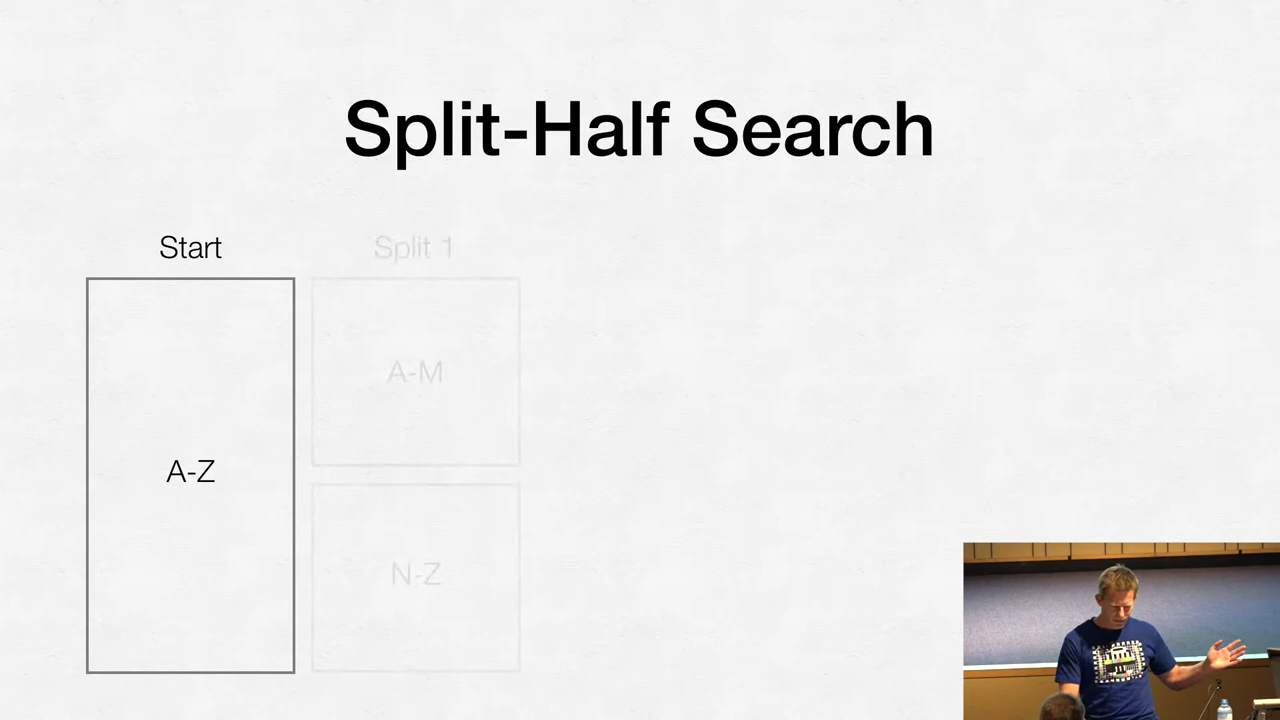 Split-Half Search
Start
Split 1
A-Z
A-M
N-Z